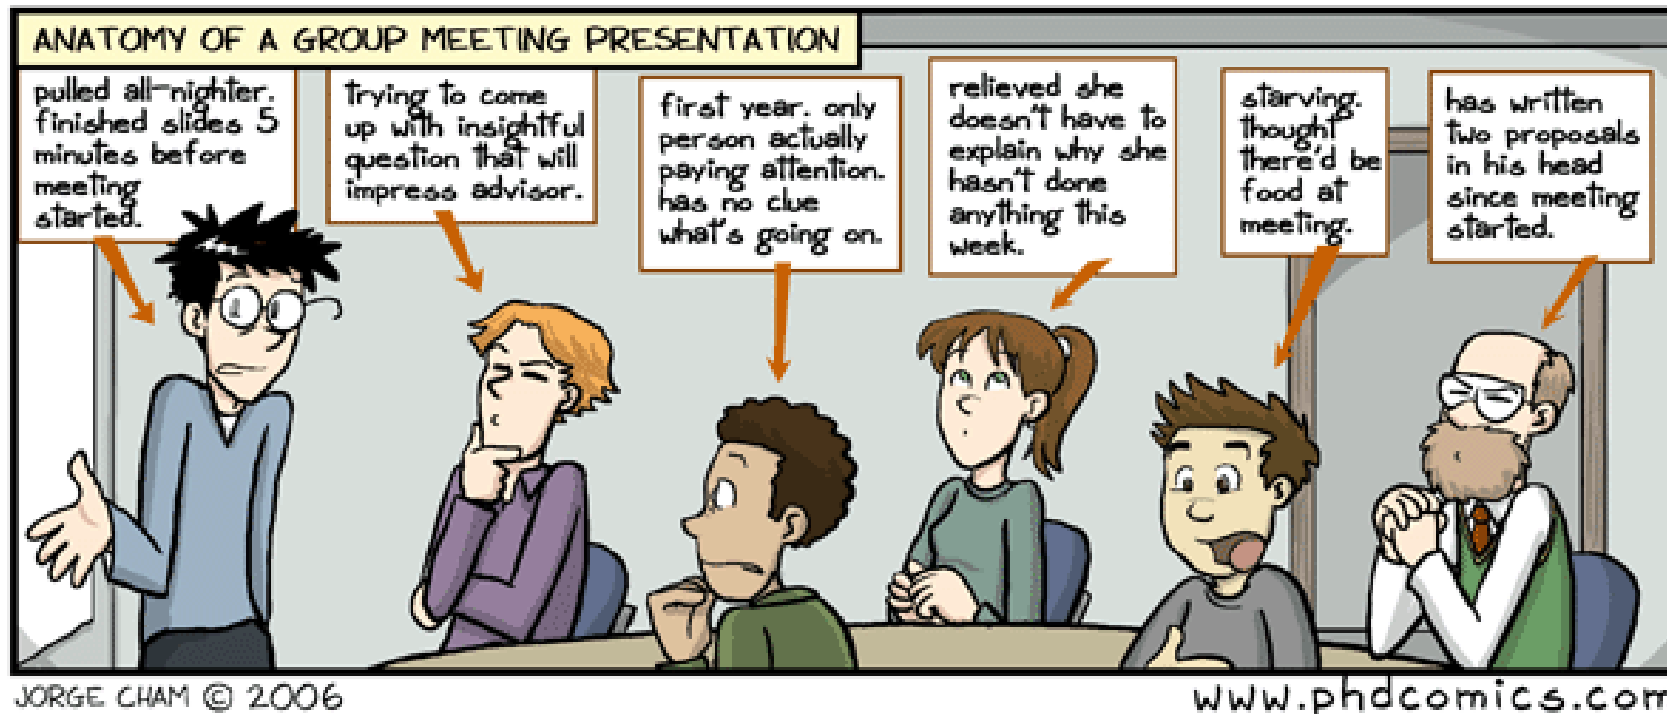 ANATOMY OF A GROUP MEETING PRESENTATION
pulled all-nighter.
finished slides 5
minutes before
meeting
started.
trying to come
up with insightful
question that will
impress advisor.
first year. only
person actually
paying attention.
has no clue
what's going on.
relieved she
doesn't have to
explain why she
hasn't done
anything this
week.
starving.
thought
there'd be
food at
meeting.
has written
two proposals
in his head
since meeting
started.
JORGE CHAM © 2006
www.phdcomics.com